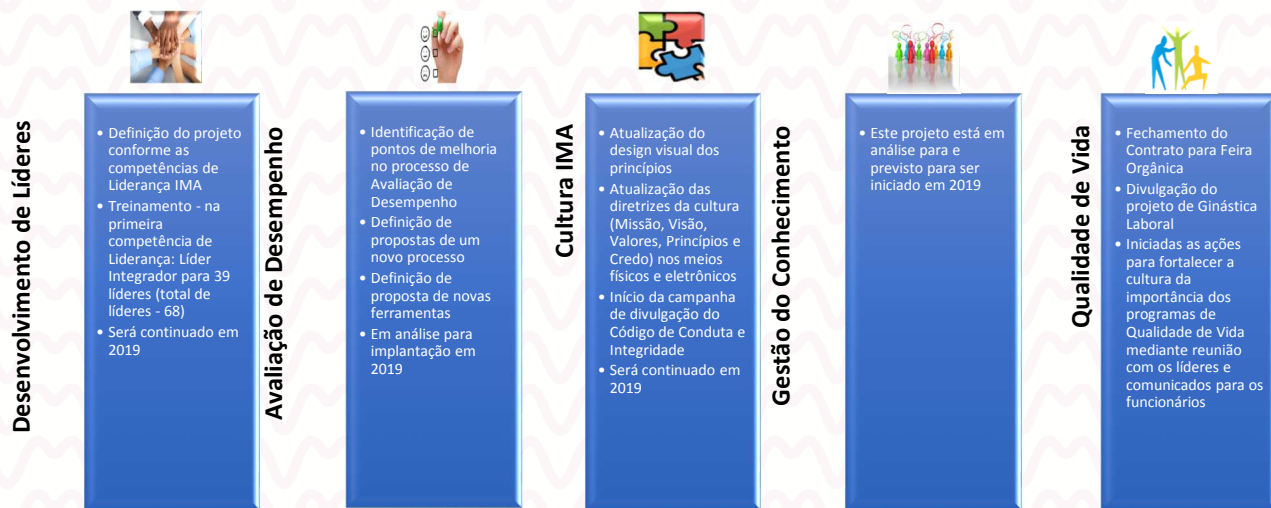 Desenvolvimento de Líderes
• Definição do projeto
conforme as
competências de
Liderança IMA
• Treinamento - na
primeira
competência de
Liderança: Líder
Integrador para 39
líderes (total de
líderes - 68)
• Será continuado em
2019
Avaliação de Desempenho
• Identificação de
pontos de melhoria
no processo de
Avaliação de
Desempenho
• Definição de
propostas de um
novo processo
• Definição de
proposta de novas
ferramentas
• Em análise para
implantação em
2019
Cultura IMA
• Atualização do
design visual dos
princípios
• Atualização das
diretrizes da cultura
(Missão, Visão,
Valores, Princípios e
Credo) nos meios
físicos e eletrônicos
• Início da campanha
de divulgação do
Código de Conduta e
Integridade
• Será continuado em
2019
Gestão do Conhecimento
• Este projeto está em
análise para e
previsto para ser
iniciado em 2019
Qualidade de Vida
• Fechamento do
Contrato para Feira
Orgânica
• Divulgação do
projeto de Ginástica
Laboral
• Iniciadas as ações
para fortalecer a
cultura da
importância dos
programas de
Qualidade de Vida
mediante reunião
com os líderes e
comunicados para os
funcionários